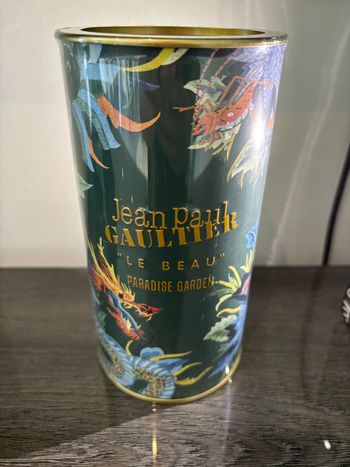 Jean Paul
GAULTIER
"LE BEAU"
PARADISE GARDEN